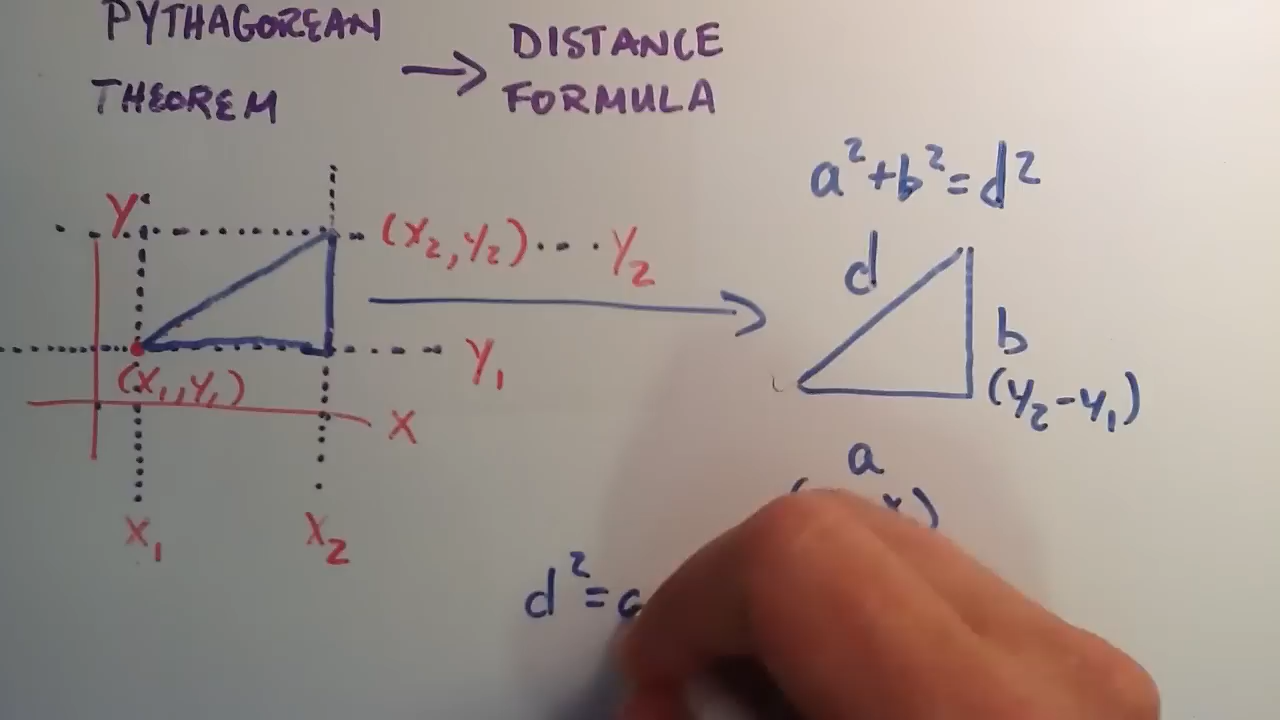 PYTHAGOREAN
THEOREM
→ DISTANCE
FORMULA
a² + b² = d²
Y
(X₂, Y₂) · · · Y₂
d
b
Y₁
(X₁, Y₁)
(Y₂ - Y₁)
X
a
X₁
X₂
d² = a